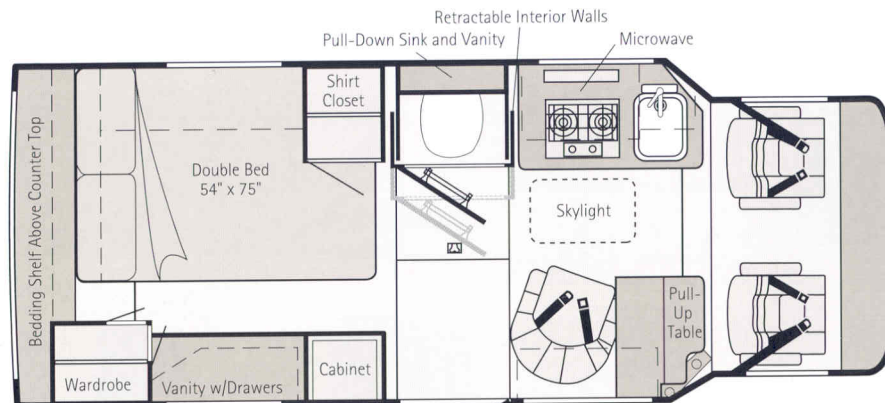 Retractable Interior Walls
Pull-Down Sink and Vanity
Microwave
Shirt
Closet
Double Bed
54" x 75"
Bedding Shelf Above Counter Top
Skylight
Pull-
Up
Table
Wardrobe
Vanity w/Drawers
Cabinet